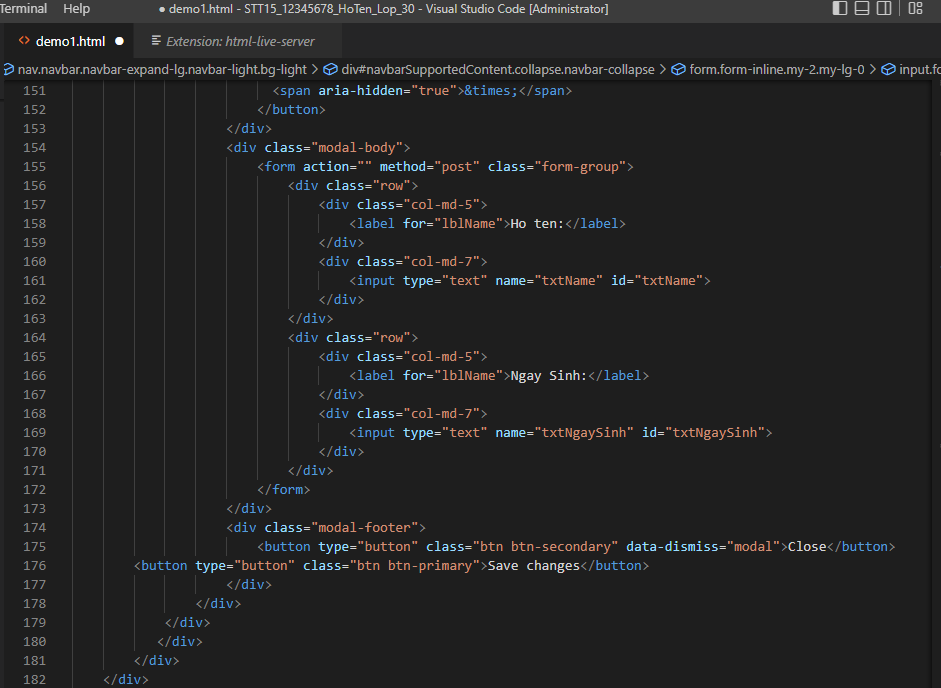 Terminal Help ● demo1.html - STT15_12345678_HoTen_Lop_30 - Visual Studio Code [Administrator]
<> demo1.html ● Extension: html-live-server
nav.navbar.navbar-expand-lg.navbar-light.bg-light > div#navbarSupportedContent.collapse.navbar-collapse > form.form-inline.my-2.my-lg-0 > input.fo
151 <span aria-hidden="true">&times;</span>
152 </button>
153 </div>
154 <div class="modal-body">
155 <form action="" method="post" class="form-group">
156 <div class="row">
157 <div class="col-md-5">
158 <label for="lblName">Ho ten:</label>
159 </div>
160 <div class="col-md-7">
161 <input type="text" name="txtName" id="txtName">
162 </div>
163 </div>
164 <div class="row">
165 <div class="col-md-5">
166 <label for="lblName">Ngay Sinh:</label>
167 </div>
168 <div class="col-md-7">
169 <input type="text" name="txtNgaySinh" id="txtNgaySinh">
170 </div>
171 </div>
172 </form>
173 </div>
174 <div class="modal-footer">
175 <button type="button" class="btn btn-secondary" data-dismiss="modal">Close</button>
176 <button type="button" class="btn btn-primary">Save changes</button>
177 </div>
178 </div>
179 </div>
180 </div>
181 </div>
182 </div>